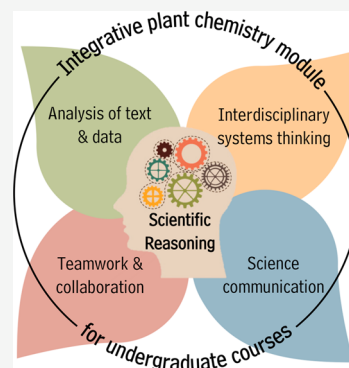 Integrative plant chemistry module
Analysis of text
& data
Interdisciplinary
systems thinking
Scientific
Reasoning
Teamwork &
collaboration
Science
communication
for undergraduate courses